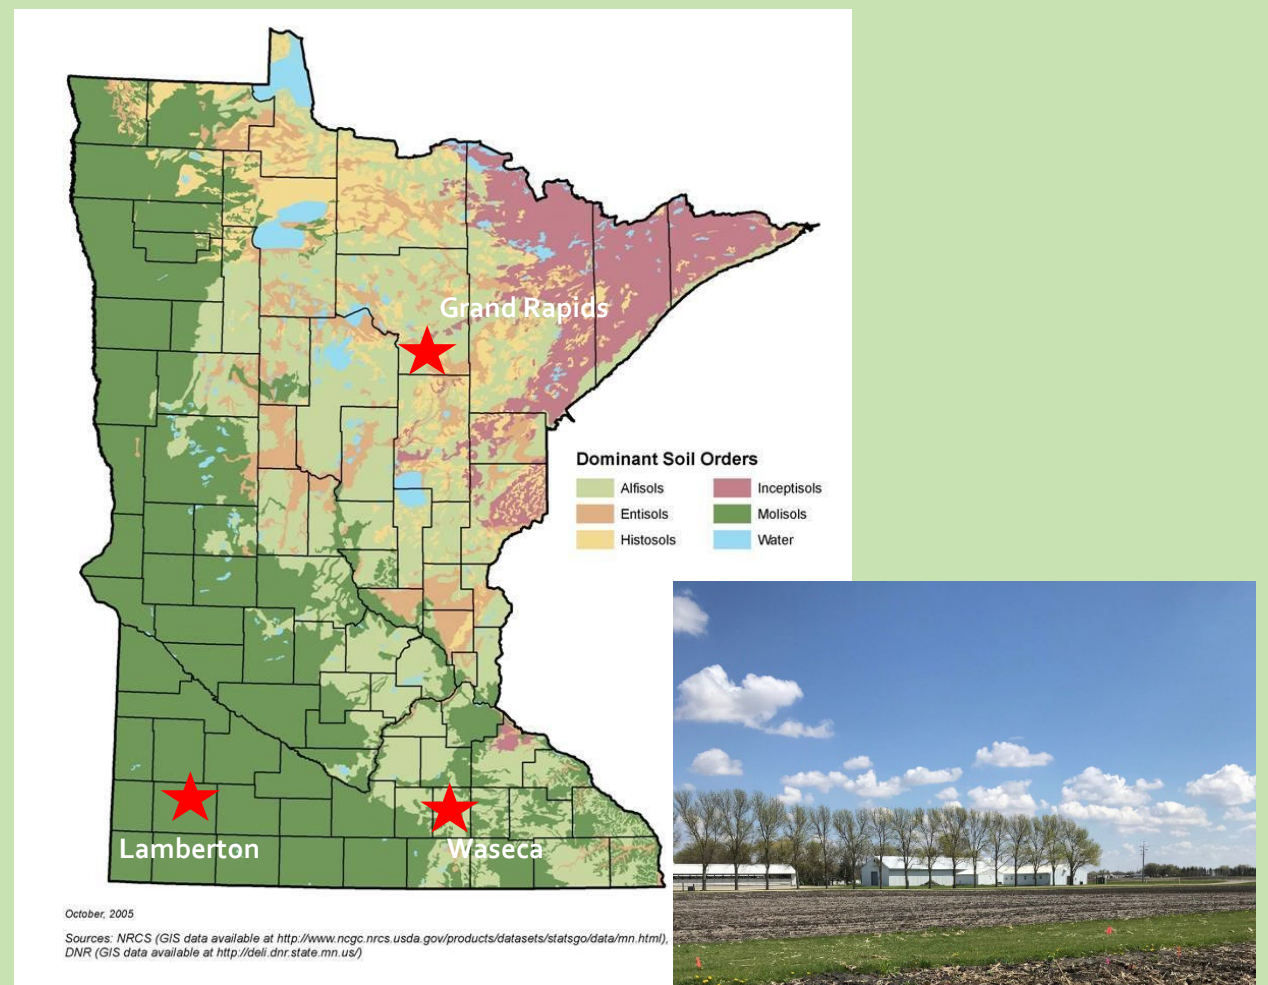 Grand Rapids
Dominant Soil Orders
Alfisols
Inceptisols
Entisols
Molisols
Histosols
Water
Lamberton
Waseca
October, 2005
Sources: NRCS (GIS data available at http://www.ncgc.nrcs.usda.gov/products/datasets/statsgo/data/mn.html),
DNR (GIS data available at http://deli.dnr.state.mn.us/)